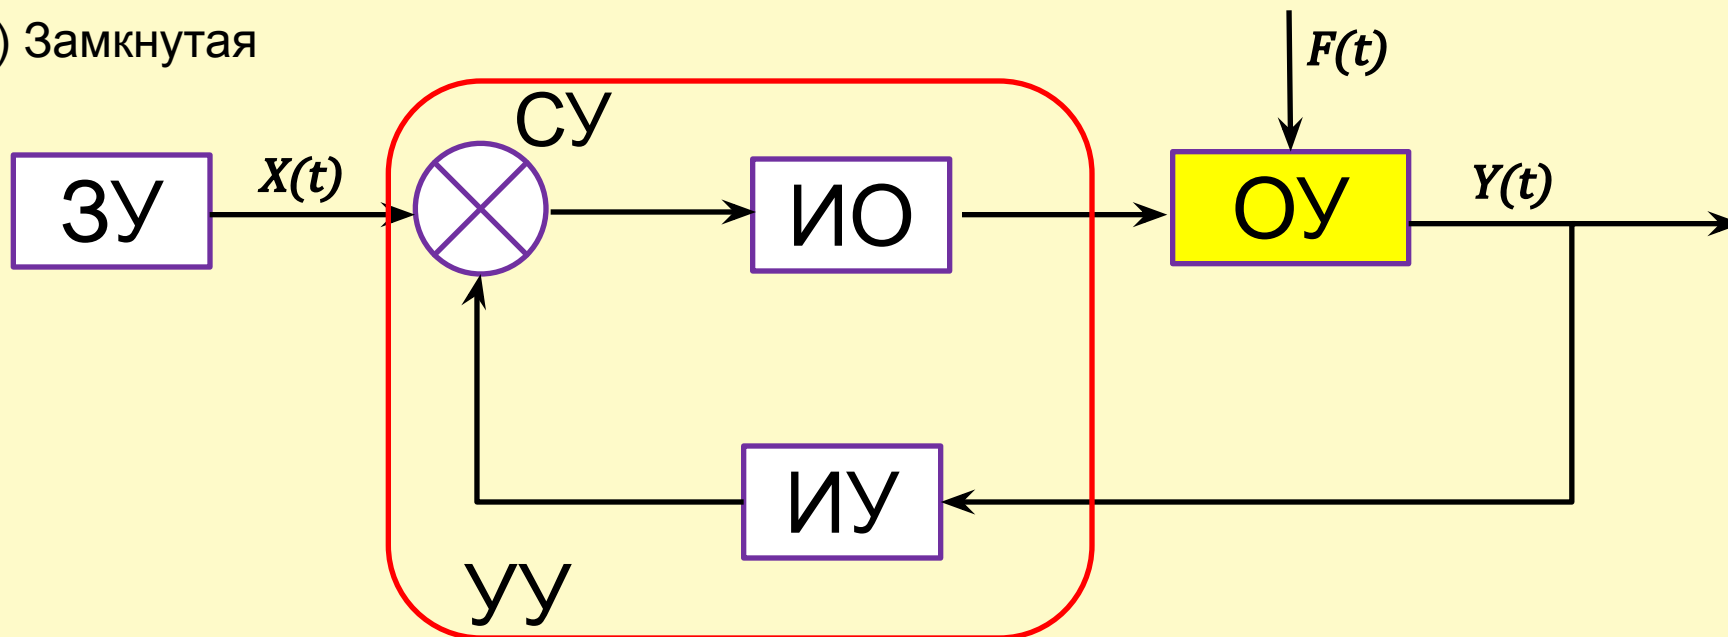 ) Замкнутая
F(t)
СУ
ЗУ
X(t)
ИО
ОУ
Y(t)
ИУ
УУ